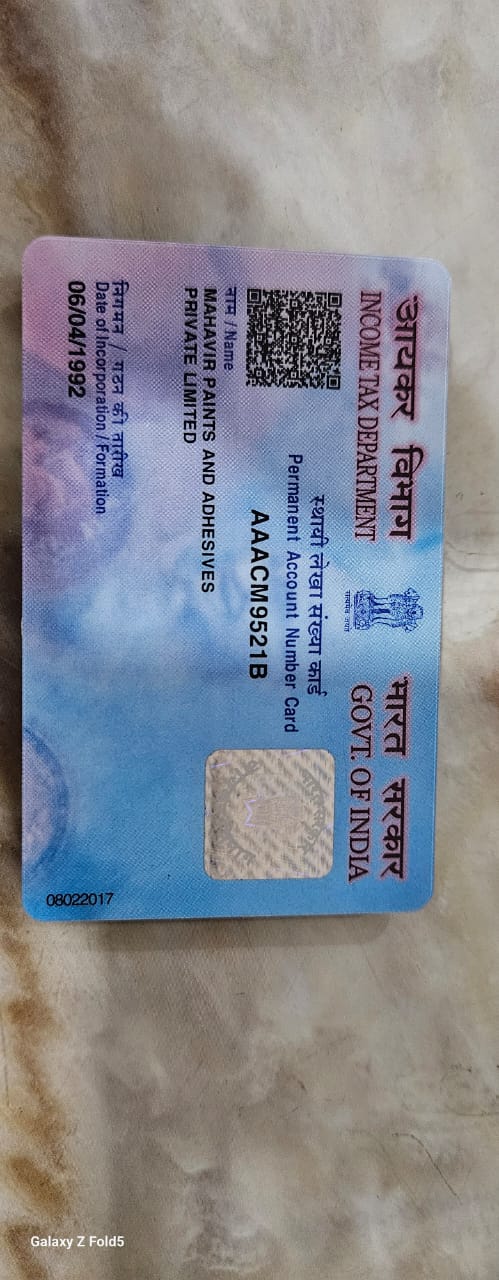 आयकर विभाग
INCOME TAX DEPARTMENT
सत्यमेव जयते
भारत सरकार
GOVT. OF INDIA
स्थायी लेखा संख्या कार्ड
Permanent Account Number Card
AAACM9521B
नाम / Name
MAHAVIR PAINTS AND ADHESIVES
PRIVATE LIMITED
निगमन / गठन की तारीख
Date of Incorporation / Formation
06/04/1992
08022017
Galaxy Z Fold5